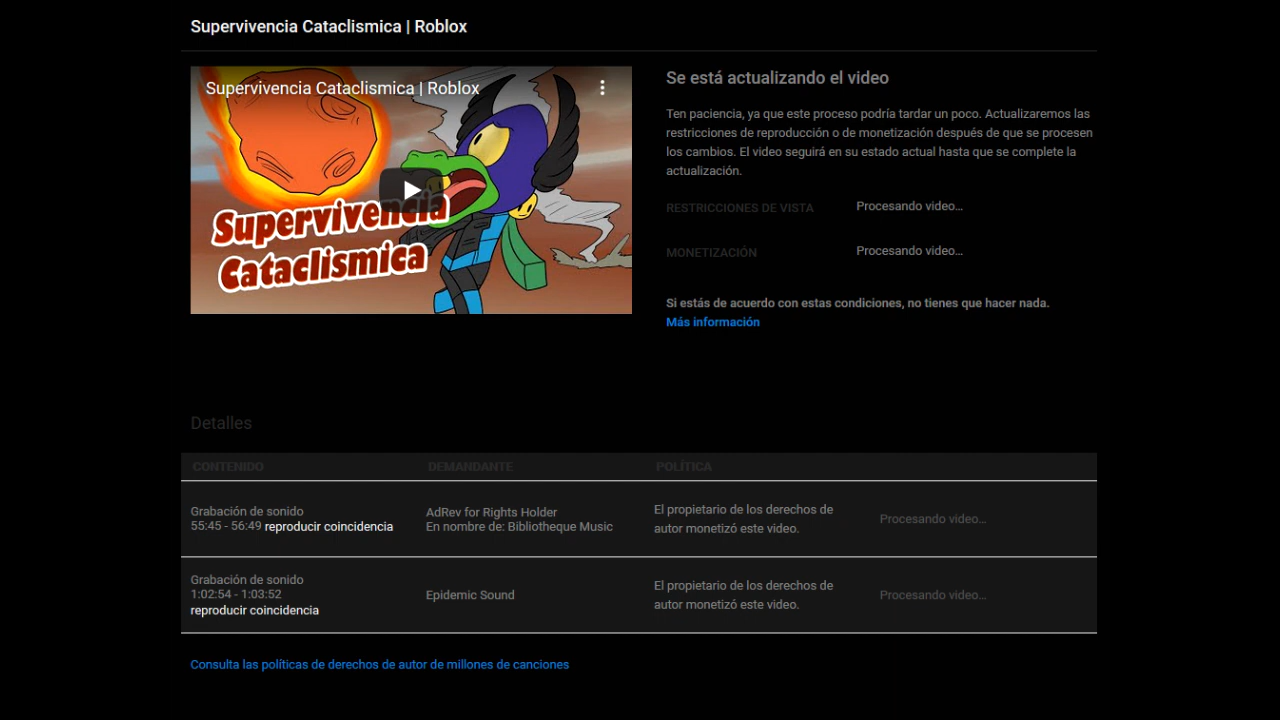 Supervivencia Cataclismica | Roblox
Supervivencia Cataclismica | Roblox
Supervivencia
Cataclismica
Se está actualizando el video
Ten paciencia, ya que este proceso podría tardar un poco. Actualizaremos las
restricciones de reproducción o de monetización después de que se procesen
los cambios. El video seguirá en su estado actual hasta que se complete la
actualización.
RESTRICCIONES DE VISTA Procesando video...
MONETIZACIÓN Procesando video...
Si estás de acuerdo con estas condiciones, no tienes que hacer nada.
Más información
Detalles
CONTENIDO DEMANDANTE POLÍTICA
Grabación de sonido
55:45 - 56:49 reproducir coincidencia
AdRev for Rights Holder
En nombre de: Bibliotheque Music
El propietario de los derechos de
autor monetizó este video.
Procesando video...
Grabación de sonido
1:02:54 - 1:03:52
reproducir coincidencia
Epidemic Sound
El propietario de los derechos de
autor monetizó este video.
Procesando video...
Consulta las políticas de derechos de autor de millones de canciones